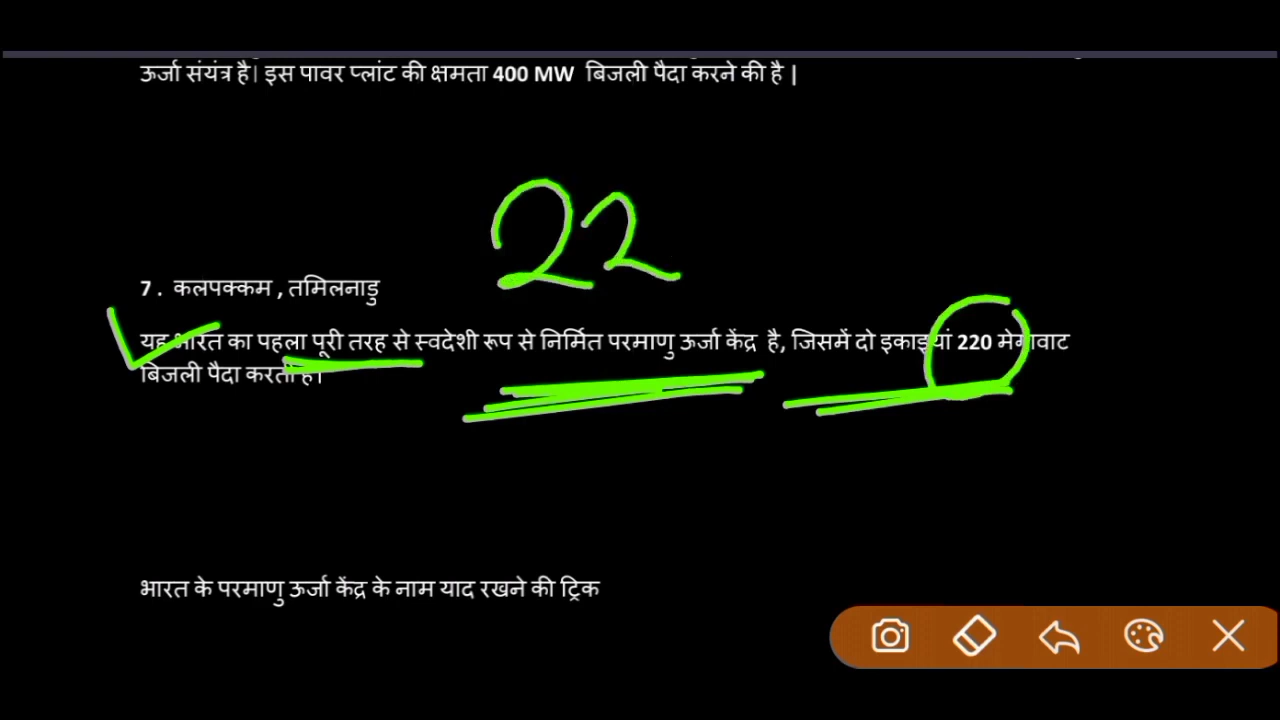 ऊर्जा संयंत्र है| इस पावर प्लांट की क्षमता 400 MW बिजली पैदा करने की है |
22
7 . कलपक्कम , तमिलनाडु
यह भारत का पहला पूरी तरह से स्वदेशी रूप से निर्मित परमाणु ऊर्जा केंद्र है, जिसमें दो इकाइयां 220 मेगावाट
बिजली पैदा करती है।
भारत के परमाणु ऊर्जा केंद्र के नाम याद रखने की ट्रिक